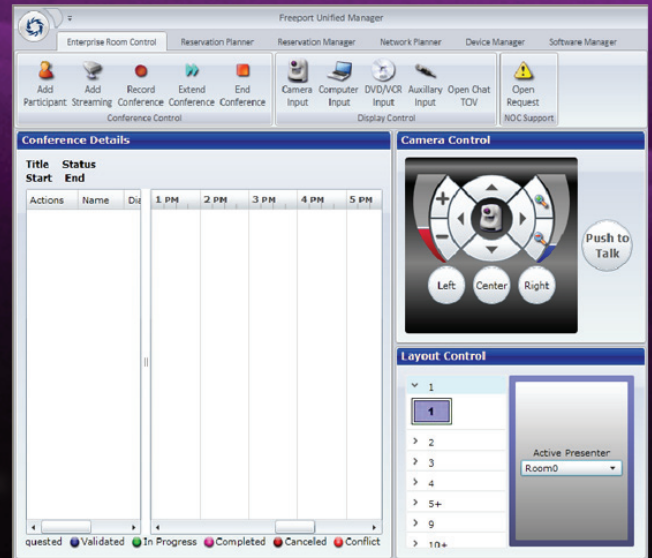 Freeport Unified Manager
Enterprise Room Control Reservation Planner Reservation Manager Network Planner Device Manager Software Manager
Add Add Record Extend End Camera Computer DVD/VCR Auxillary Open Chat Open
Participant Streaming Conference Conference Conference Input Input Input Input TOV Request
Conference Control Display Control NOC Support
Conference Details
Title Status
Start End
Actions Name Dia 1 PM 2 PM 3 PM 4 PM 5 PM
quested Validated In Progress Completed Canceled Conflict
Camera Control
+
−
Left Center Right
Push to
Talk
Layout Control
1
1
2
3
4
5+
9
10+
Active Presenter
Room0